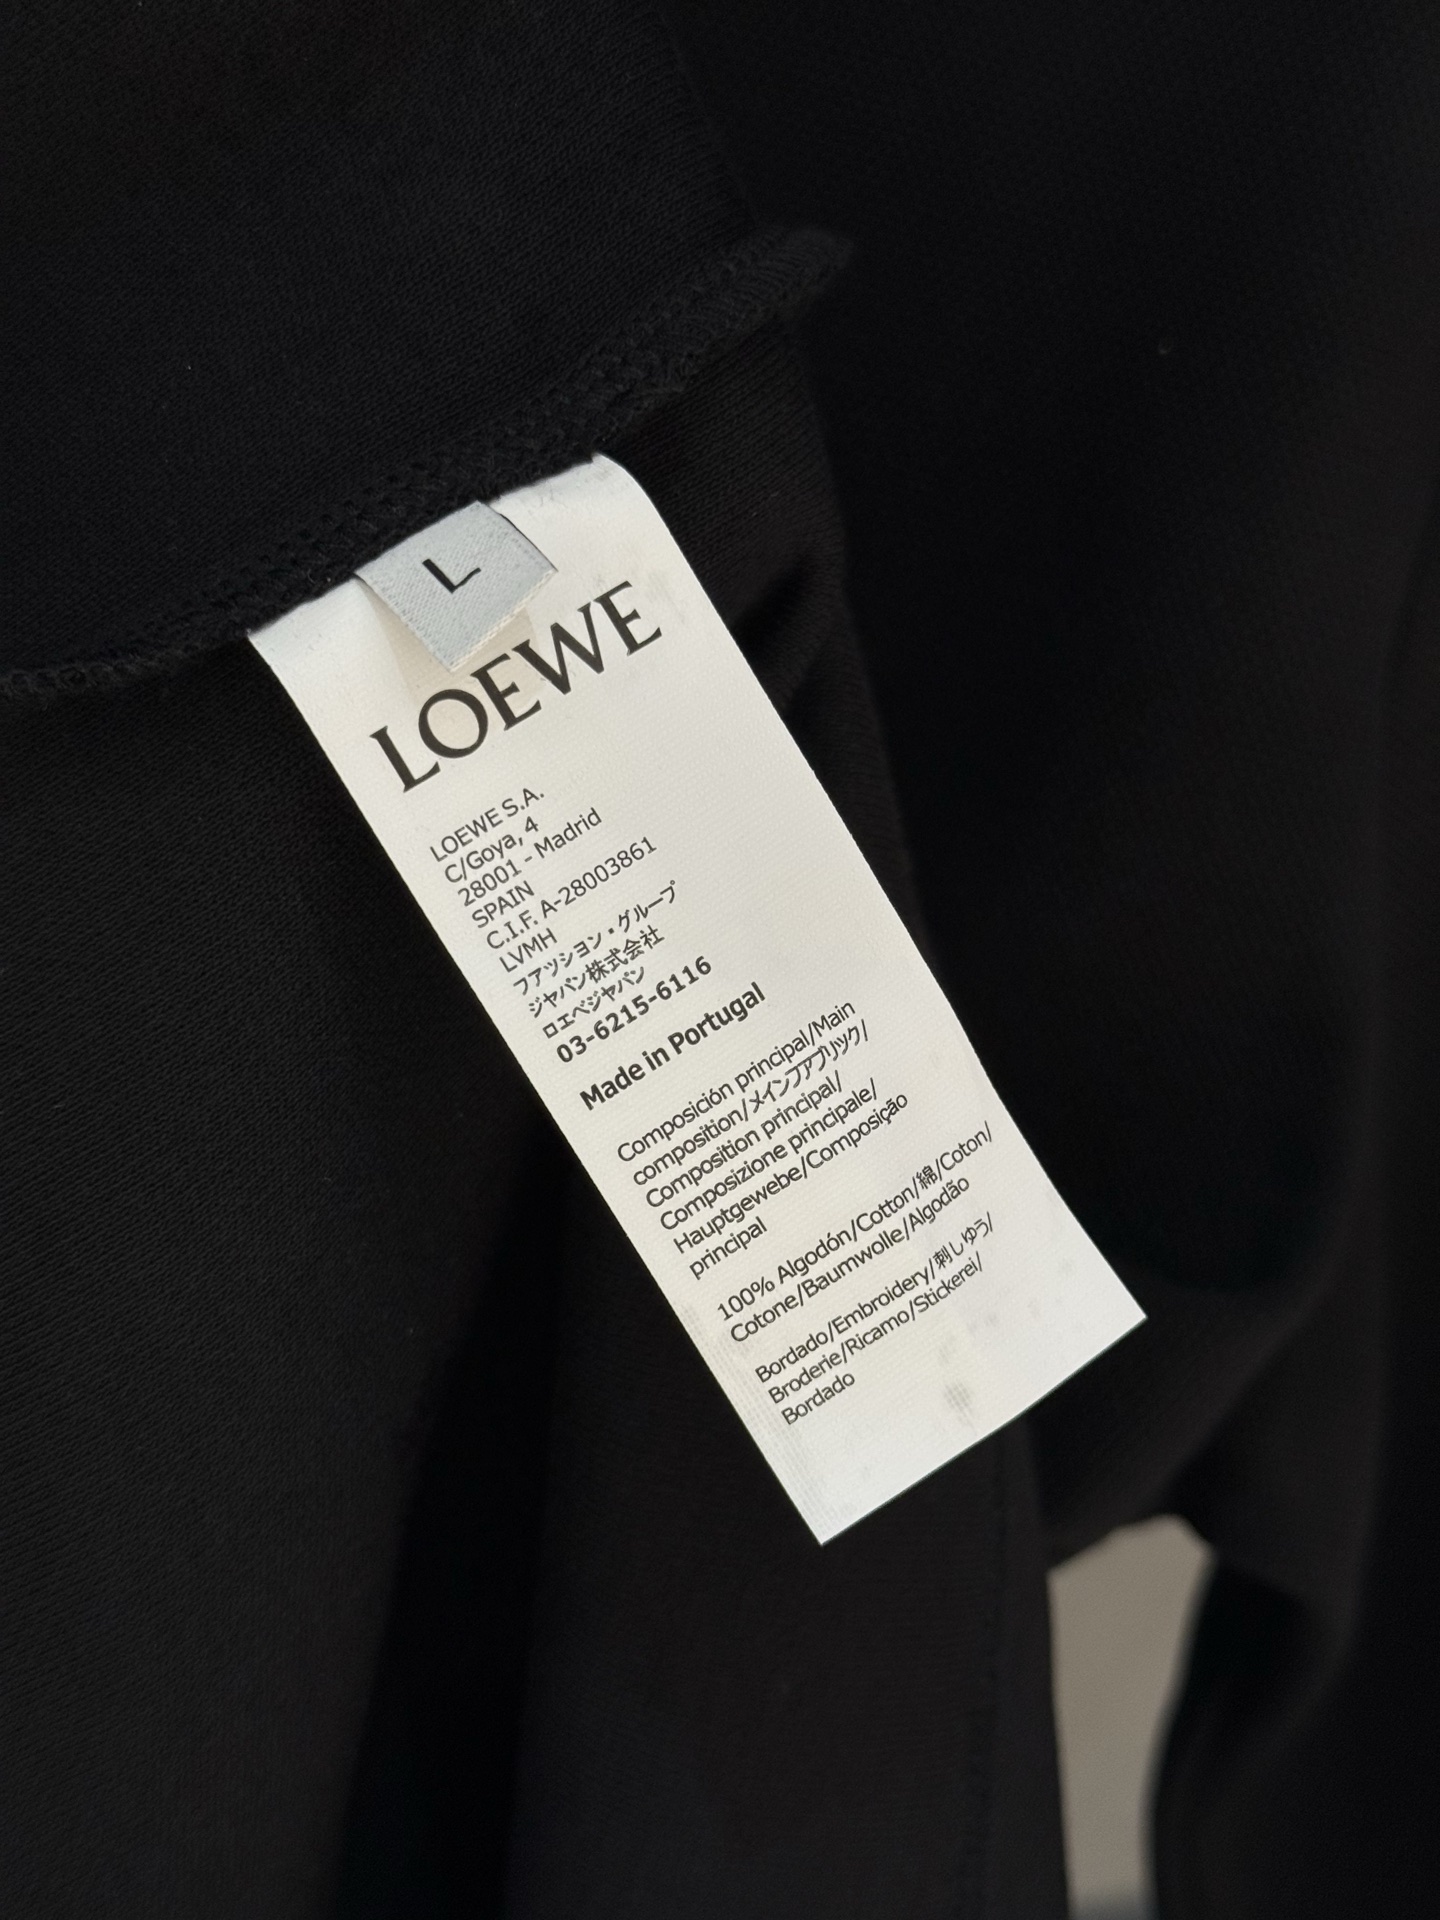 L
LOEWE
LOEWE S.A.
C/Goya, 4
28001 - Madrid
SPAIN
C.I.F. A-28003861
LVMH
ファッション・グループ
ジャパン株式会社
ロエベジャパン
03-6215-6116
Made in Portugal
Composición principal/Main
composition/メインファブリック/
Composition principal/
Composizione principale/
Hauptgewebe/Composição
principal
100% Algodón/Cotton/綿/Coton/
Cotone/Baumwolle/Algodão
Bordado/Embroidery/刺しゆう/
Broderie/Ricamo/Stickerei/
Bordado